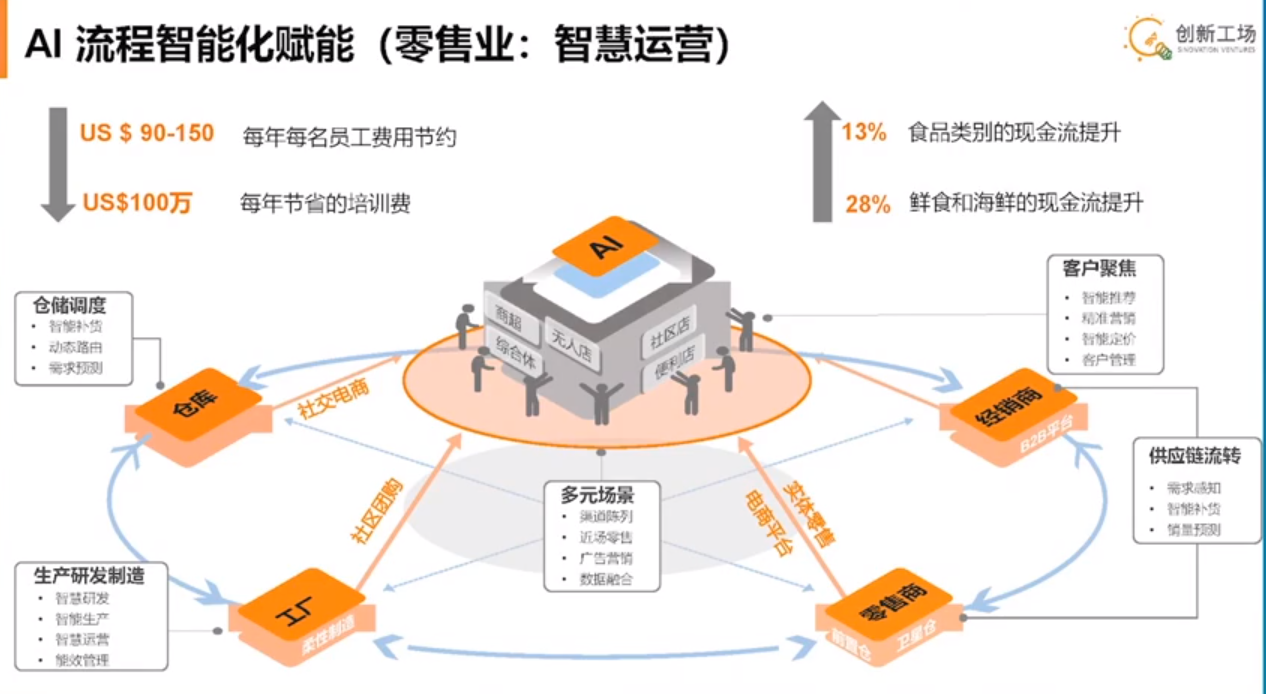 AI 流程智能化赋能（零售业：智慧运营）
创新工场
SINOVATION VENTURES
US $ 90-150 每年每名员工费用节约
US$100万 每年节省的培训费
13% 食品类别的现金流提升
28% 鲜食和海鲜的现金流提升
AI
商超
无人店
综合体
社区店
便利店
仓储调度
• 智能补货
• 动态路由
• 需求预测
客户聚焦
• 智能推荐
• 精准营销
• 智能定价
• 客户管理
仓库
社交电商
经销商
B2B平台
供应链流转
• 需求感知
• 智能补货
• 销量预测
社区团购
多元场景
• 渠道陈列
• 近场零售
• 广告营销
• 数据融合
电商平台
实体零售
生产研发制造
• 智慧研发
• 智能生产
• 智慧运营
• 能效管理
工厂
柔性制造
零售商
前置仓
卫星仓